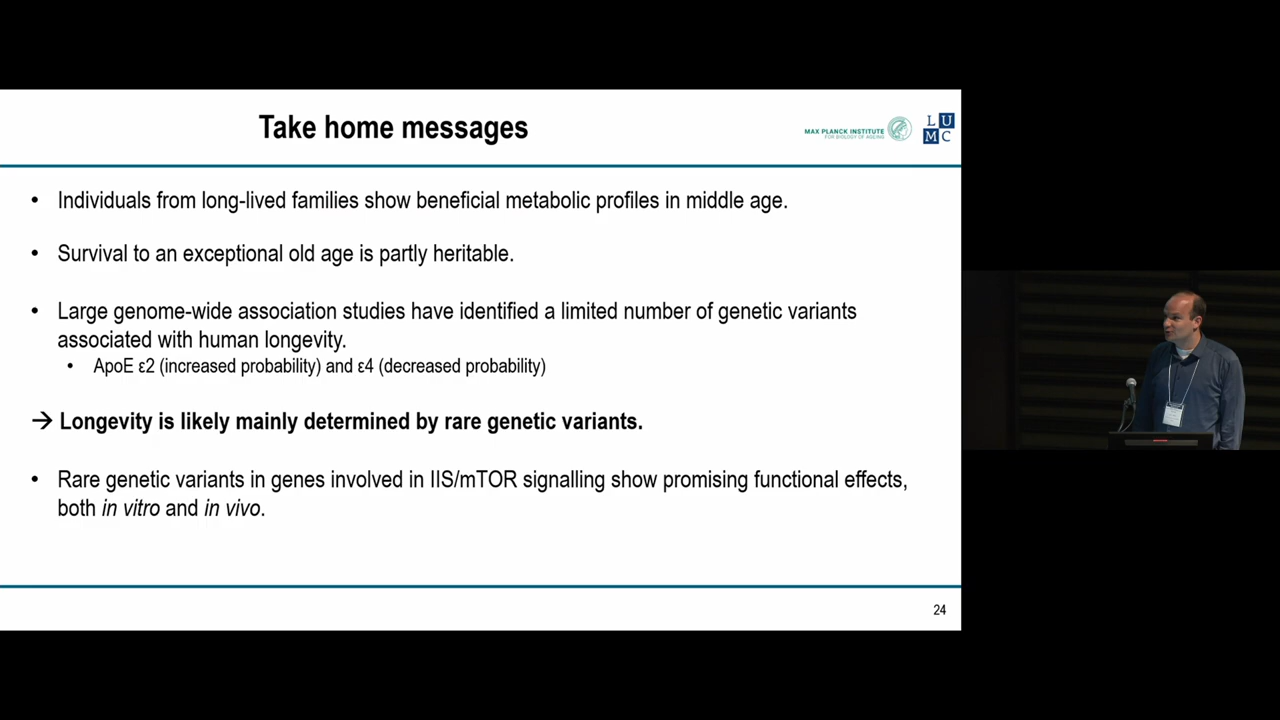 Take home messages
MAX PLANCK INSTITUTE
FOR BIOLOGY OF AGEING
L U
M C
• Individuals from long-lived families show beneficial metabolic profiles in middle age.
• Survival to an exceptional old age is partly heritable.
• Large genome-wide association studies have identified a limited number of genetic variants
associated with human longevity.
• ApoE ε2 (increased probability) and ε4 (decreased probability)
→ Longevity is likely mainly determined by rare genetic variants.
• Rare genetic variants in genes involved in IIS/mTOR signalling show promising functional effects,
both in vitro and in vivo.
24